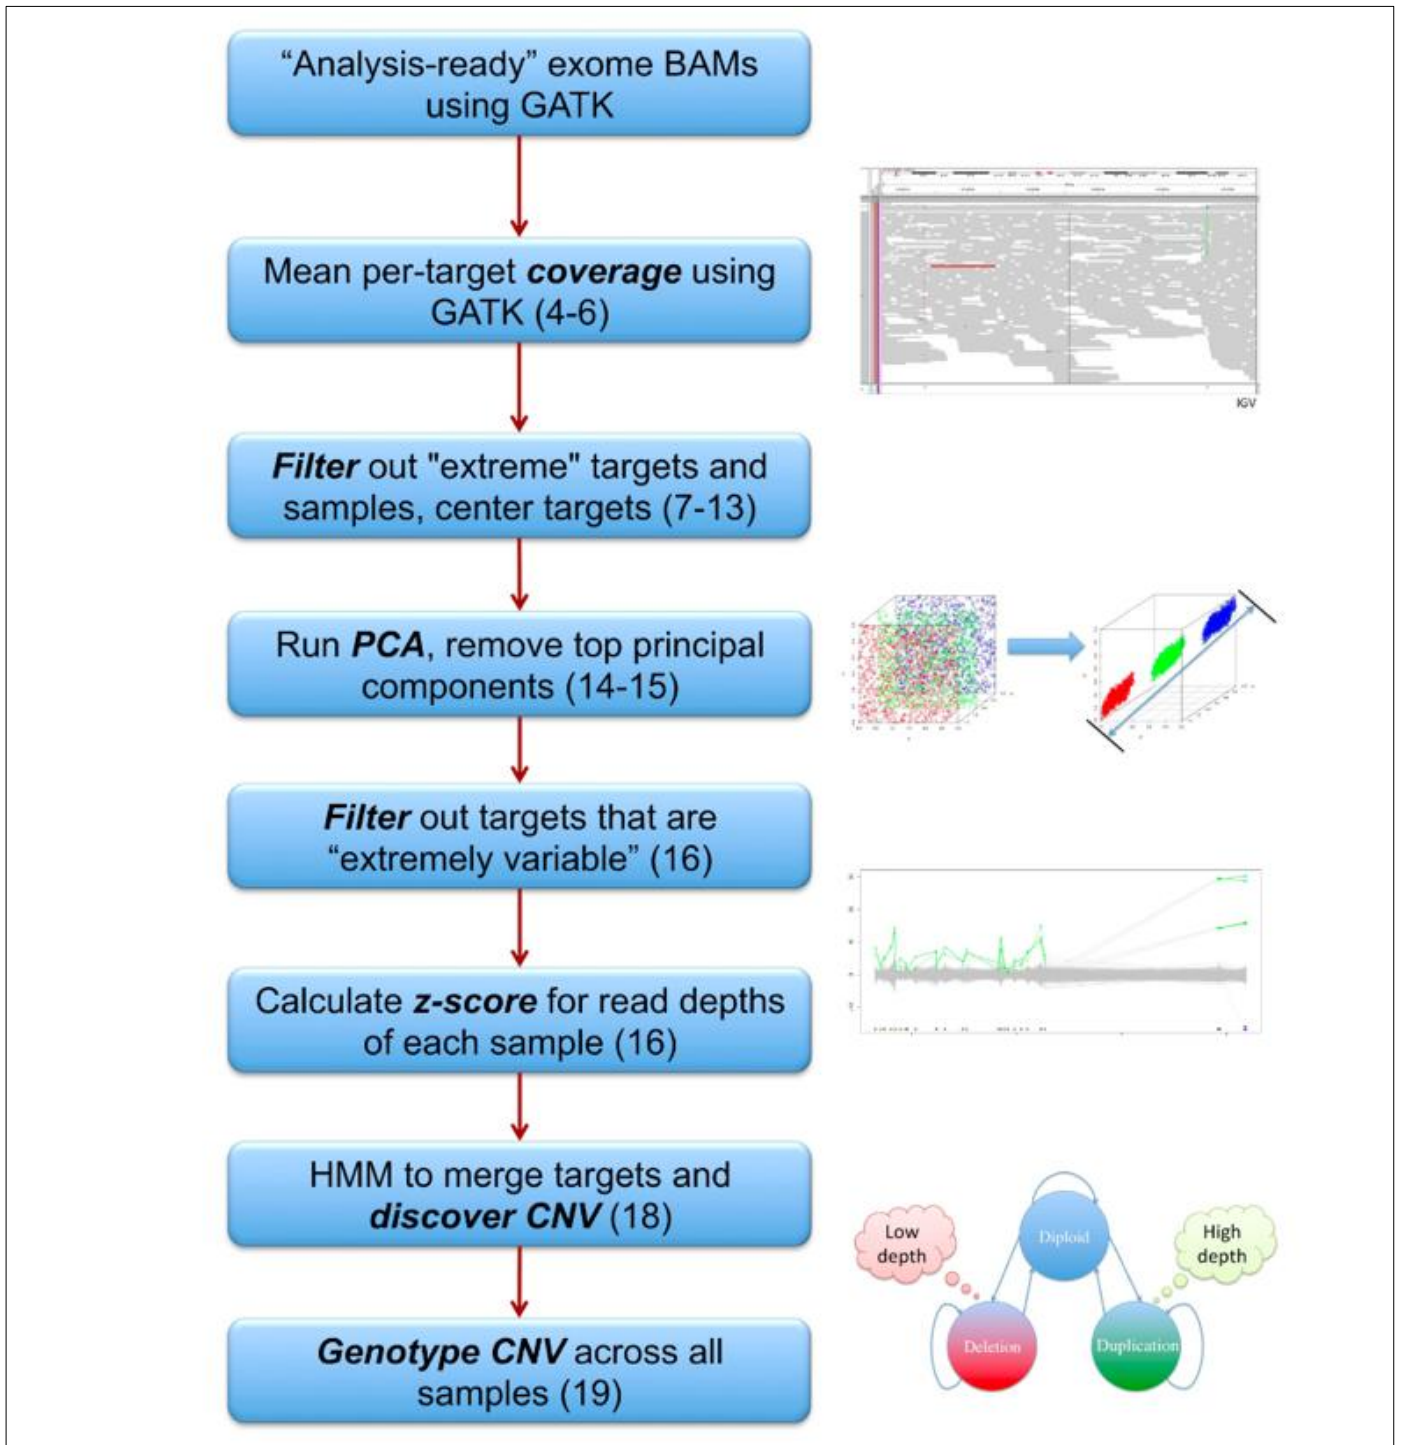 “Analysis-ready” exome BAMs
using GATK
Mean per-target coverage using
GATK (4-6)
IGV
Filter out "extreme" targets and
samples, center targets (7-13)
Run PCA, remove top principal
components (14-15)
Filter out targets that are
“extremely variable” (16)
Calculate z-score for read depths
of each sample (16)
HMM to merge targets and
discover CNV (18)
Low
depth
Diploid
High
depth
Deletion
Duplication
Genotype CNV across all
samples (19)